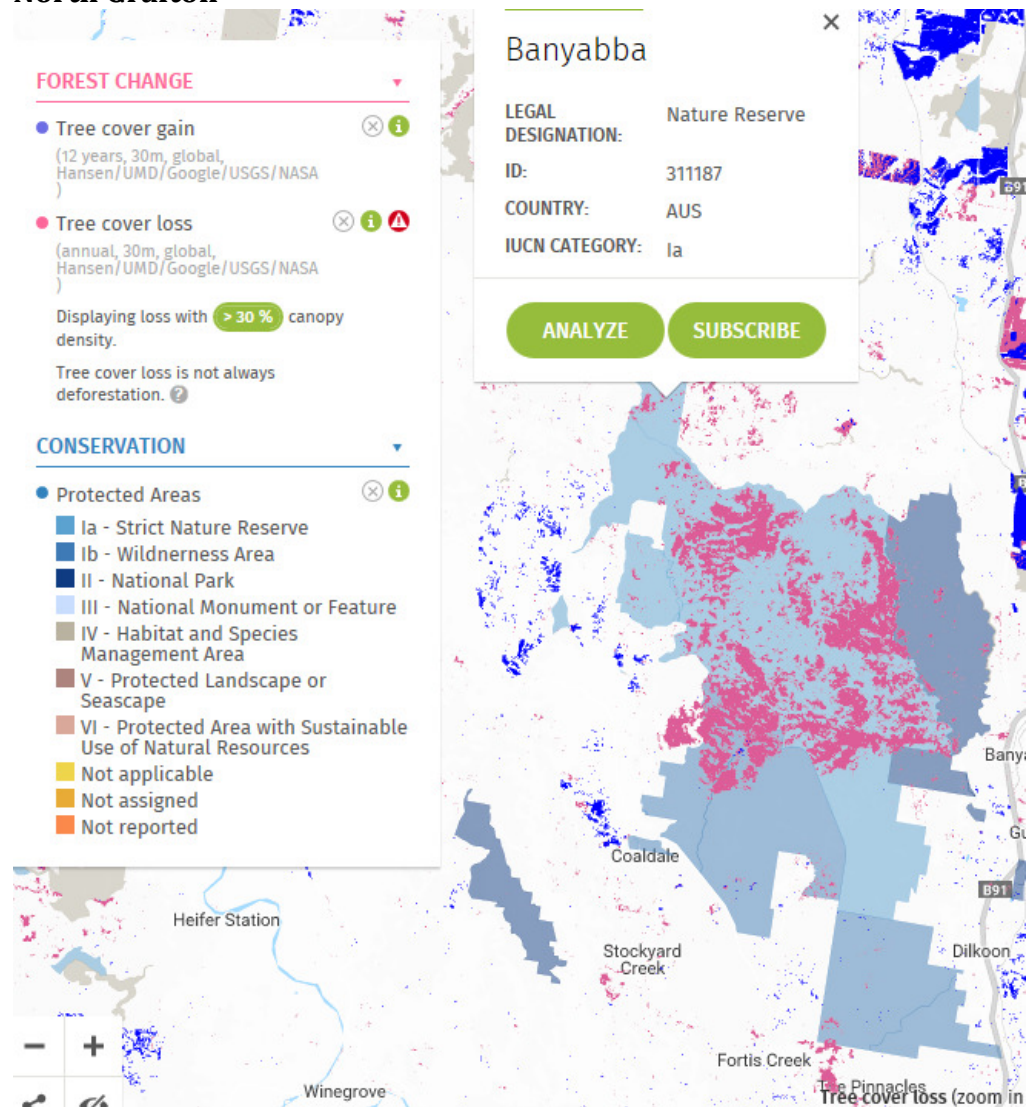 North Grafton
FOREST CHANGE
Tree cover gain
(12 years, 30m, global,
Hansen/UMD/Google/USGS/NASA
)
Tree cover loss
(annual, 30m, global,
Hansen/UMD/Google/USGS/NASA
)
Displaying loss with > 30 % canopy
density.
Tree cover loss is not always
deforestation. ?
CONSERVATION
Protected Areas
Ia - Strict Nature Reserve
Ib - Wildnerness Area
II - National Park
III - National Monument or Feature
IV - Habitat and Species
Management Area
V - Protected Landscape or
Seascape
VI - Protected Area with Sustainable
Use of Natural Resources
Not applicable
Not assigned
Not reported
Banyabba
LEGAL
DESIGNATION:
Nature Reserve
ID:
311187
COUNTRY:
AUS
IUCN CATEGORY:
Ia
ANALYZE
SUBSCRIBE
B91
Banya
Gu
Coaldale
B91
Heifer Station
Stockyard
Creek
Dilkoon
Fortis Creek
Winegrove
The Pinnacles
Tree cover loss (zoom in